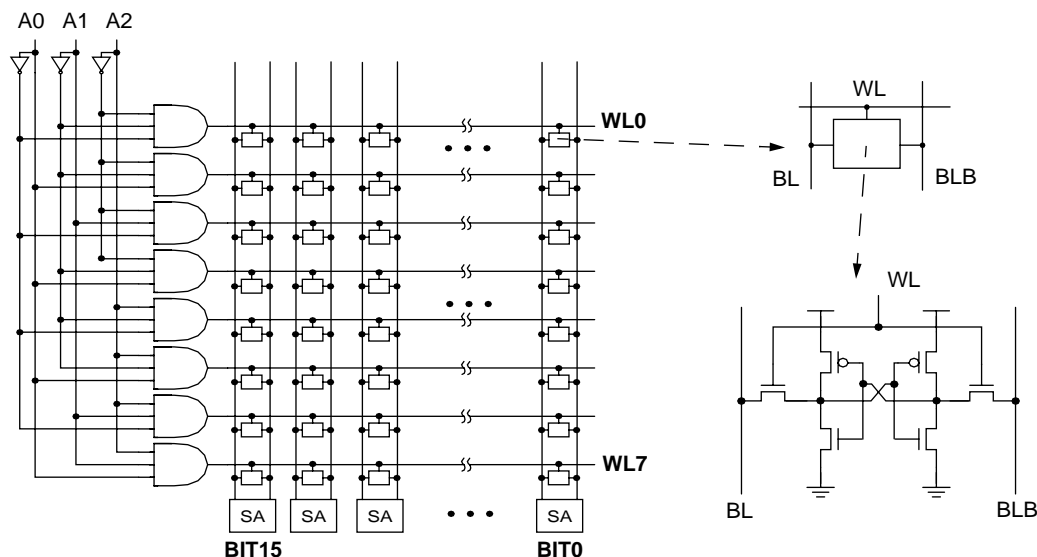 A0 A1 A2
WL
WL0
BL
BLB
WL
WL7
SA SA SA SA
BL
BLB
BIT15
BIT0